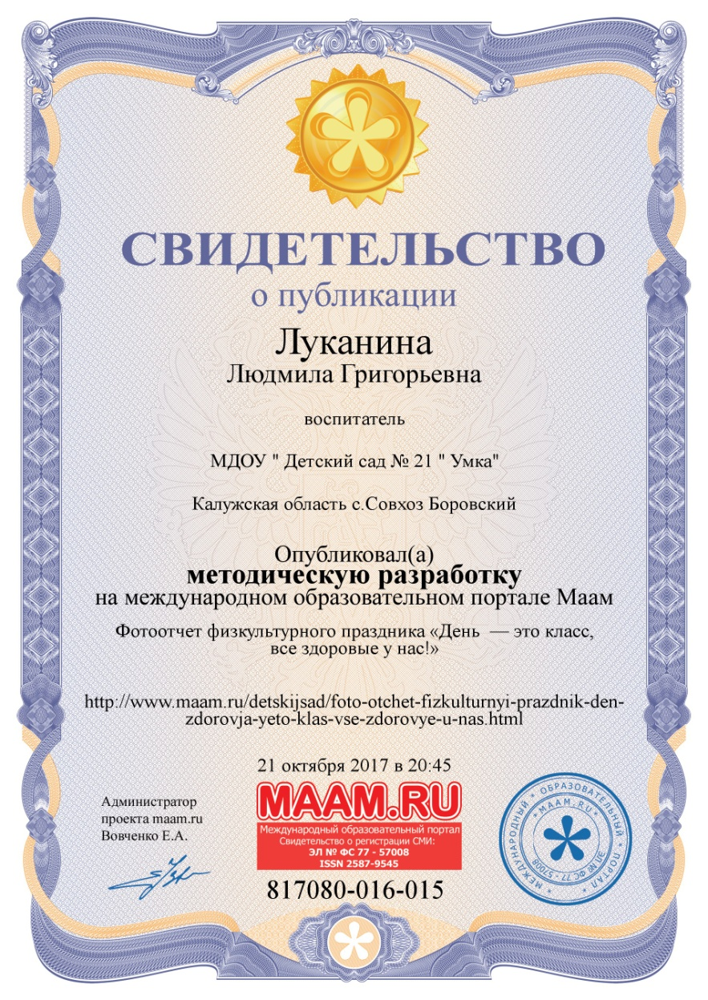 СВИДЕТЕЛЬСТВО
о публикации
Луканина
Людмила Григорьевна
воспитатель
МДОУ " Детский сад № 21 " Умка"
Калужская область с.Совхоз Боровский
Опубликовал(а)
методическую разработку
на международном образовательном портале Маам
Фотоотчет физкультурного праздника «День — это класс,
все здоровые у нас!»
http://www.maam.ru/detskijsad/foto-otchet-fizkulturnyi-prazdnik-den-
zdorovja-yeto-klas-vse-zdorovye-u-nas.html
21 октября 2017 в 20:45
Администратор
проекта maam.ru
Вовченко Е.А.
MAAM.RU
Международный образовательный портал
Свидетельство о регистрации СМИ:
ЭЛ № ФС 77 - 57008
ISSN 2587-9545
817080-016-015
* МЕЖДУНАРОДНЫЙ * ОБРАЗОВАТЕЛЬНЫЙ * ПОРТАЛ *
* MAAM.RU *
ЭЛ № ФС 77 - 57008